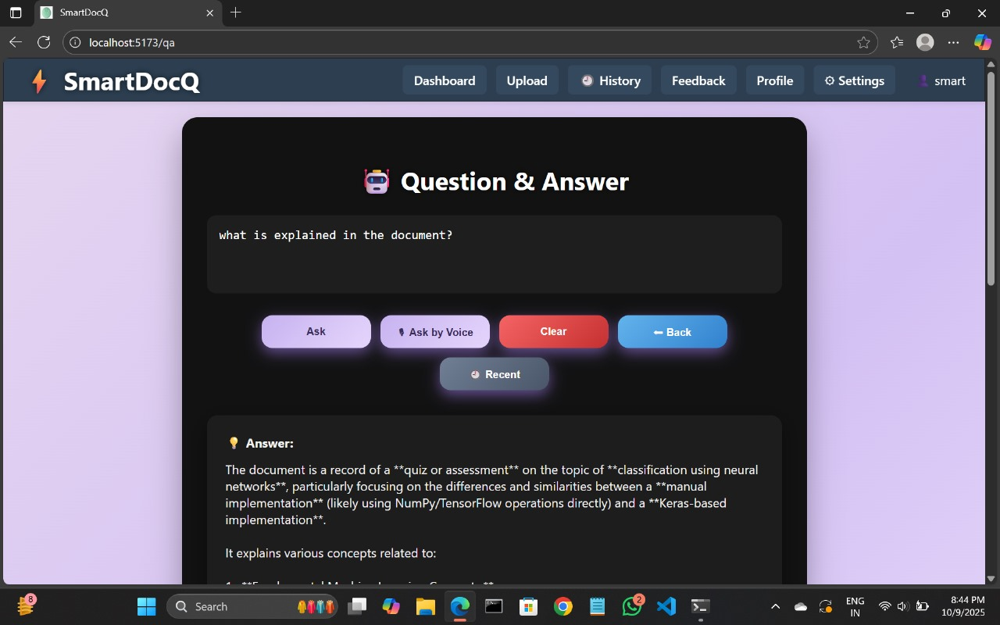 SmartDocQ
localhost:5173/qa
SmartDocQ
Dashboard
Upload
History
Feedback
Profile
Settings
smart
Question & Answer
what is explained in the document?
Ask
Ask by Voice
Clear
Back
Recent
Answer:
The document is a record of a **quiz or assessment** on the topic of **classification using neural
networks**, particularly focusing on the differences and similarities between a **manual
implementation** (likely using NumPy/TensorFlow operations directly) and a **Keras-based
implementation**.
It explains various concepts related to:
8
Search
2
ENG
IN
8:44 PM
10/9/2025